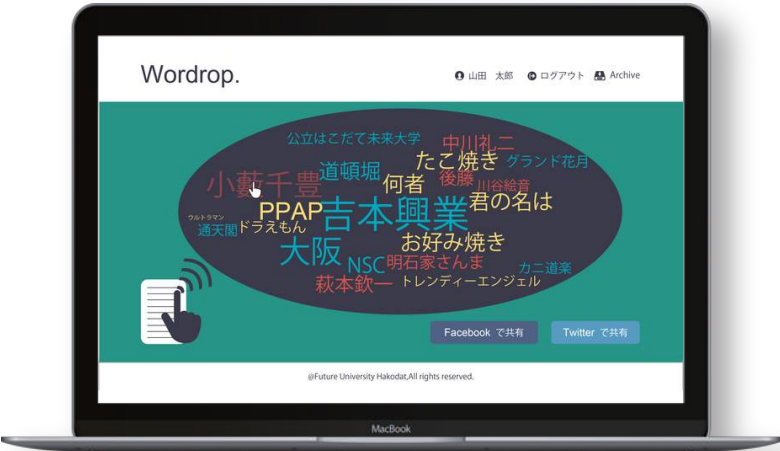 Wordrop.
山田 太郎 ログアウト Archive
公立はこだて未来大学
中川礼二
たこ焼き
グランド花月
道頓堀
小藪千豊
何者
後藤
川谷絵音
君の名は
PPAP
吉本興業
ウルトラマン
ドラえもん
通天閣
お好み焼き
大阪
NSC
明石家さんま
カニ道楽
萩本欽一
トレンディーエンジェル
Facebook で共有 Twitter で共有
@Future University Hakodat,All rights reserved.
MacBook